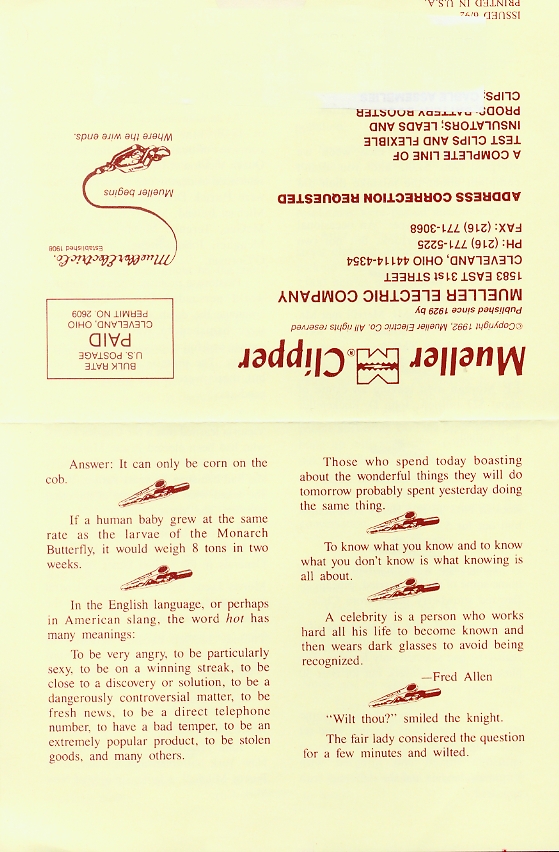 Mueller Clipper®
©Copyright 1992, Mueller Electric Co. All rights reserved
Published since 1929 by
MUELLER ELECTRIC COMPANY
1583 EAST 31st STREET
CLEVELAND, OHIO 44114-4354
PH: (216) 771-5225
FAX: (216) 771-3068
ADDRESS CORRECTION REQUESTED
A COMPLETE LINE OF
TEST CLIPS AND FLEXIBLE
INSULATORS; LEADS AND
PRODS; BATTERY BOOSTER
CLIPS;
ISSUED 6/92
PRINTED IN U.S.A.
BULK RATE
U.S. POSTAGE
PAID
CLEVELAND, OHIO
PERMIT NO. 2609
Mueller Electric Co.
Established 1908
Mueller begins
Where the wire ends.
Answer: It can only be corn on the
cob.
If a human baby grew at the same
rate as the larvae of the Monarch
Butterfly, it would weigh 8 tons in two
weeks.
In the English language, or perhaps
in American slang, the word hot has
many meanings:
To be very angry, to be particularly
sexy, to be on a winning streak, to be
close to a discovery or solution, to be a
dangerously controversial matter, to be
fresh news, to be a direct telephone
number, to have a bad temper, to be an
extremely popular product, to be stolen
goods, and many others.
Those who spend today boasting
about the wonderful things they will do
tomorrow probably spent yesterday doing
the same thing.
To know what you know and to know
what you don't know is what knowing is
all about.
A celebrity is a person who works
hard all his life to become known and
then wears dark glasses to avoid being
recognized.
—Fred Allen
"Wilt thou?" smiled the knight.
The fair lady considered the question
for a few minutes and wilted.